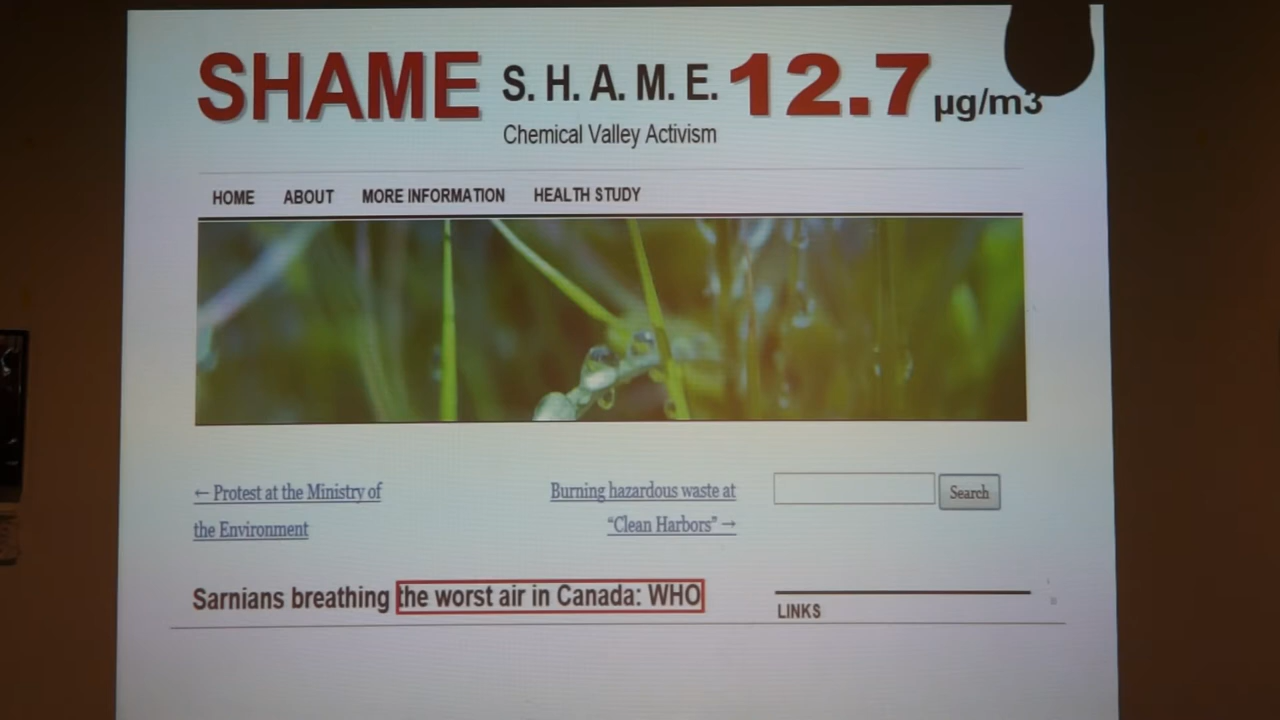 SHAME S. H. A. M. E. 12.7 µg/m3
Chemical Valley Activism
HOME ABOUT MORE INFORMATION HEALTH STUDY
← Protest at the Ministry of
the Environment
Burning hazardous waste at
“Clean Harbors” →
Search
Sarnians breathing the worst air in Canada: WHO
LINKS